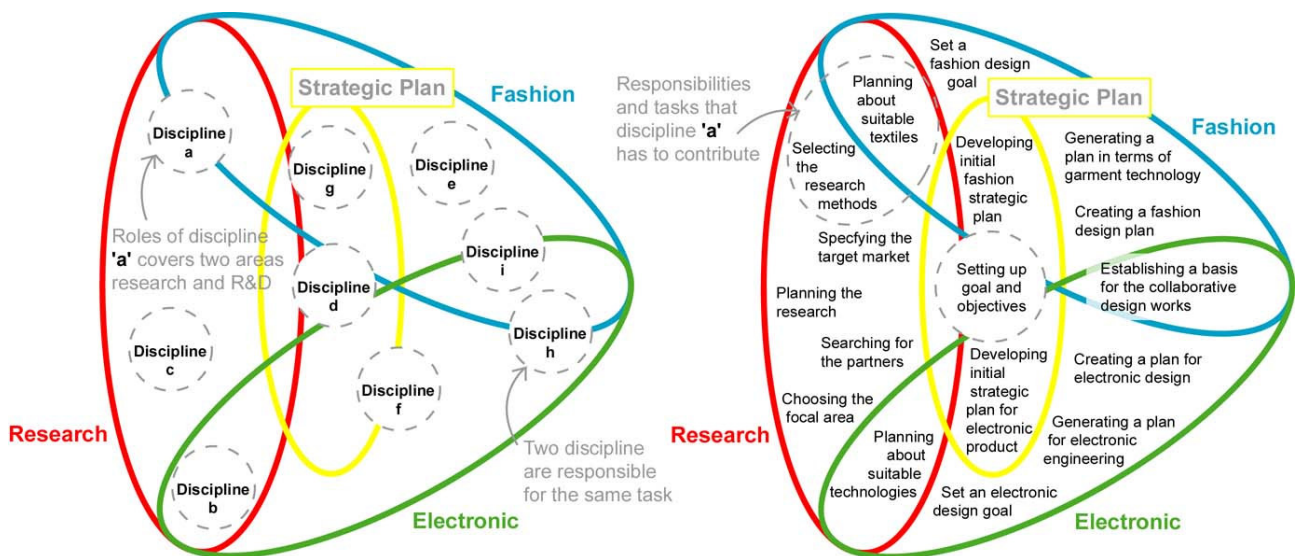 Strategic Plan
Fashion
Discipline
a
Discipline
g
Discipline
e
Roles of discipline
'a' covers two areas
research and R&D
Discipline
i
Discipline
d
Discipline
h
Discipline
c
Discipline
f
Research
Discipline
b
Two discipline
are responsible
for the same task
Electronic
Responsibilities
and tasks that
discipline 'a'
has to contribute
Set a
fashion design
goal
Strategic Plan
Fashion
Planning
about
suitable
textiles
Selecting
the
research
methods
Developing
initial
fashion
strategic
plan
Generating a
plan in terms of
garment technology
Creating a fashion
design plan
Specfying the
target market
Setting up
goal and
objectives
Establishing a basis
for the collaborative
design works
Planning the
research
Searching for
the partners
Developing
initial
strategic
plan for
electronic
product
Creating a plan for
electronic design
Choosing the
focal area
Research
Planning
about
suitable
technologies
Generating a plan
for electronic
engineering
Set an electronic
design goal
Electronic